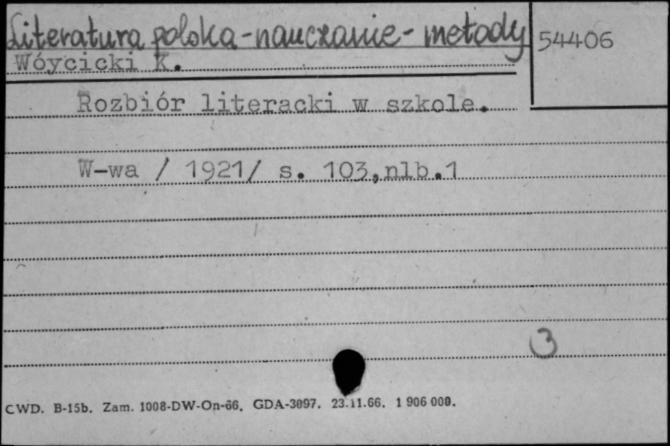 Literatura polska - nauczanie - metody
54406
Wóycicki K.
Rozbiór literacki w szkole.
W-wa / 1921/ s. 103,nlb.1
3
CWD. B-15b. Zam. 1008-DW-On-66. GDA-3097. 23.11.66. 1 906 000.